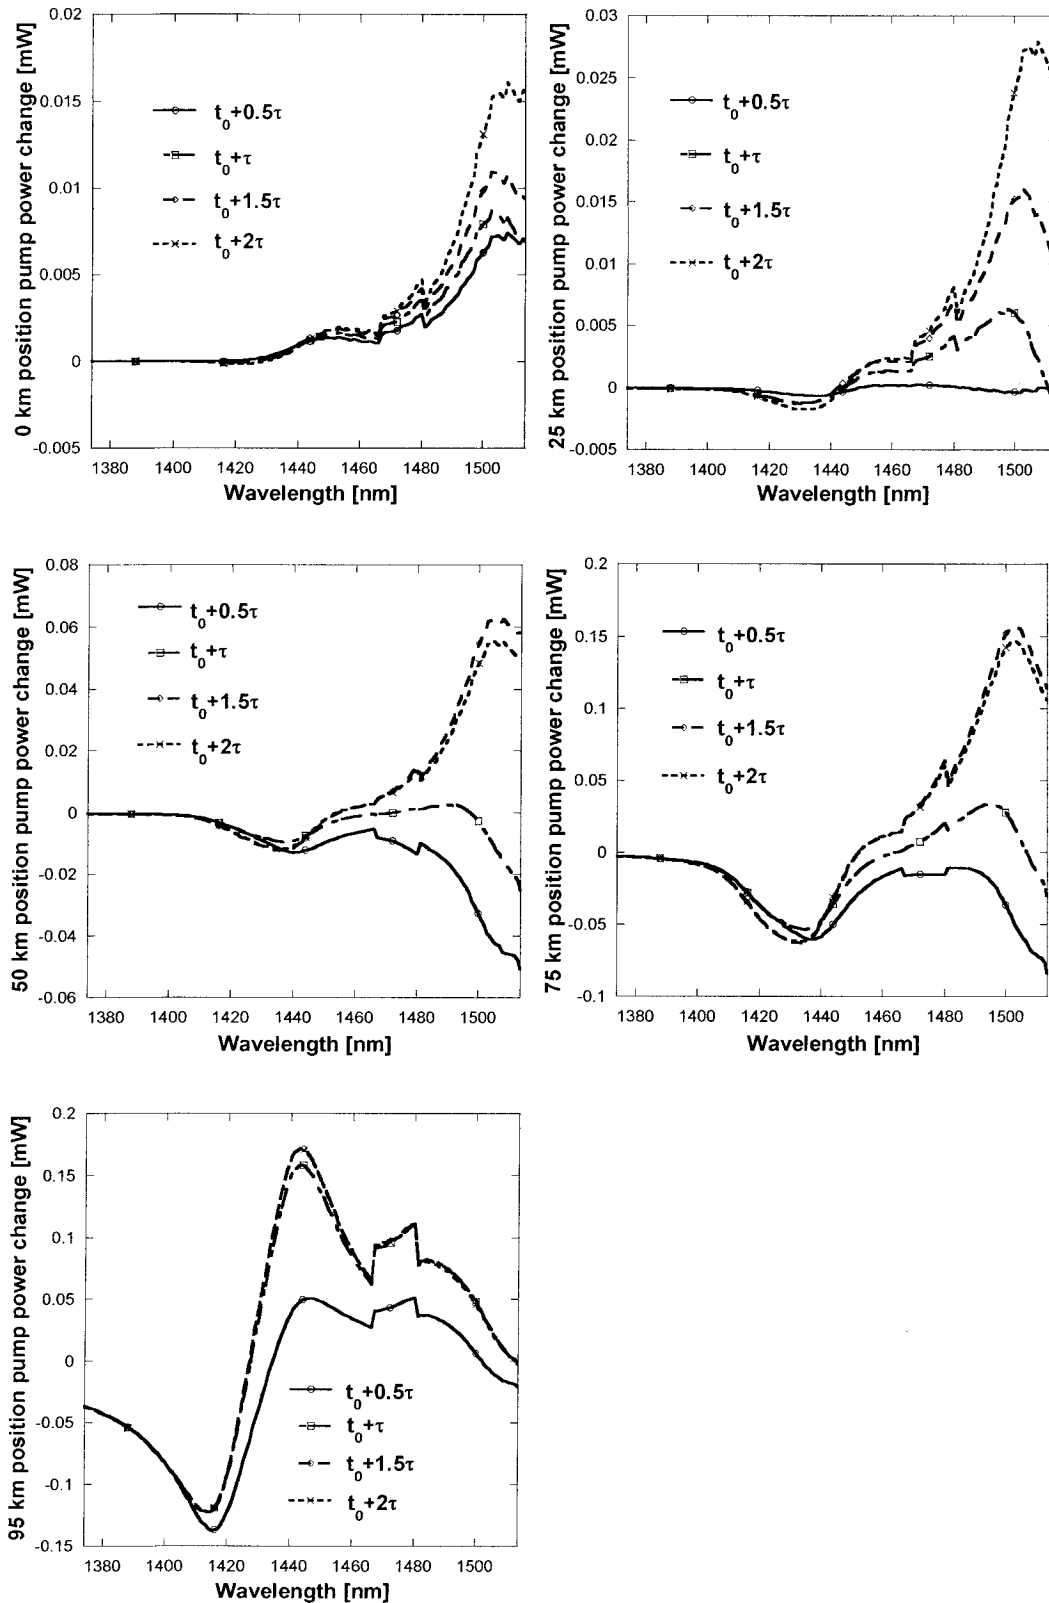 0 km position pump power change [mW]
0.02
0.015
0.01
0.005
0
-0.005
t0+0.5τ
t0+τ
t0+1.5τ
t0+2τ
1380 1400 1420 1440 1460 1480 1500
Wavelength [nm]
25 km position pump power change [mW]
0.03
0.025
0.02
0.015
0.01
0.005
0
-0.005
t0+0.5τ
t0+τ
t0+1.5τ
t0+2τ
1380 1400 1420 1440 1460 1480 1500
Wavelength [nm]
50 km position pump power change [mW]
0.08
0.06
0.04
0.02
0
-0.02
-0.04
-0.06
t0+0.5τ
t0+τ
t0+1.5τ
t0+2τ
1380 1400 1420 1440 1460 1480 1500
Wavelength [nm]
75 km position pump power change [mW]
0.2
0.15
0.1
0.05
0
-0.05
-0.1
t0+0.5τ
t0+τ
t0+1.5τ
t0+2τ
1380 1400 1420 1440 1460 1480 1500
Wavelength [nm]
95 km position pump power change [mW]
0.2
0.15
0.1
0.05
0
-0.05
-0.1
-0.15
t0+0.5τ
t0+τ
t0+1.5τ
t0+2τ
1380 1400 1420 1440 1460 1480 1500
Wavelength [nm]